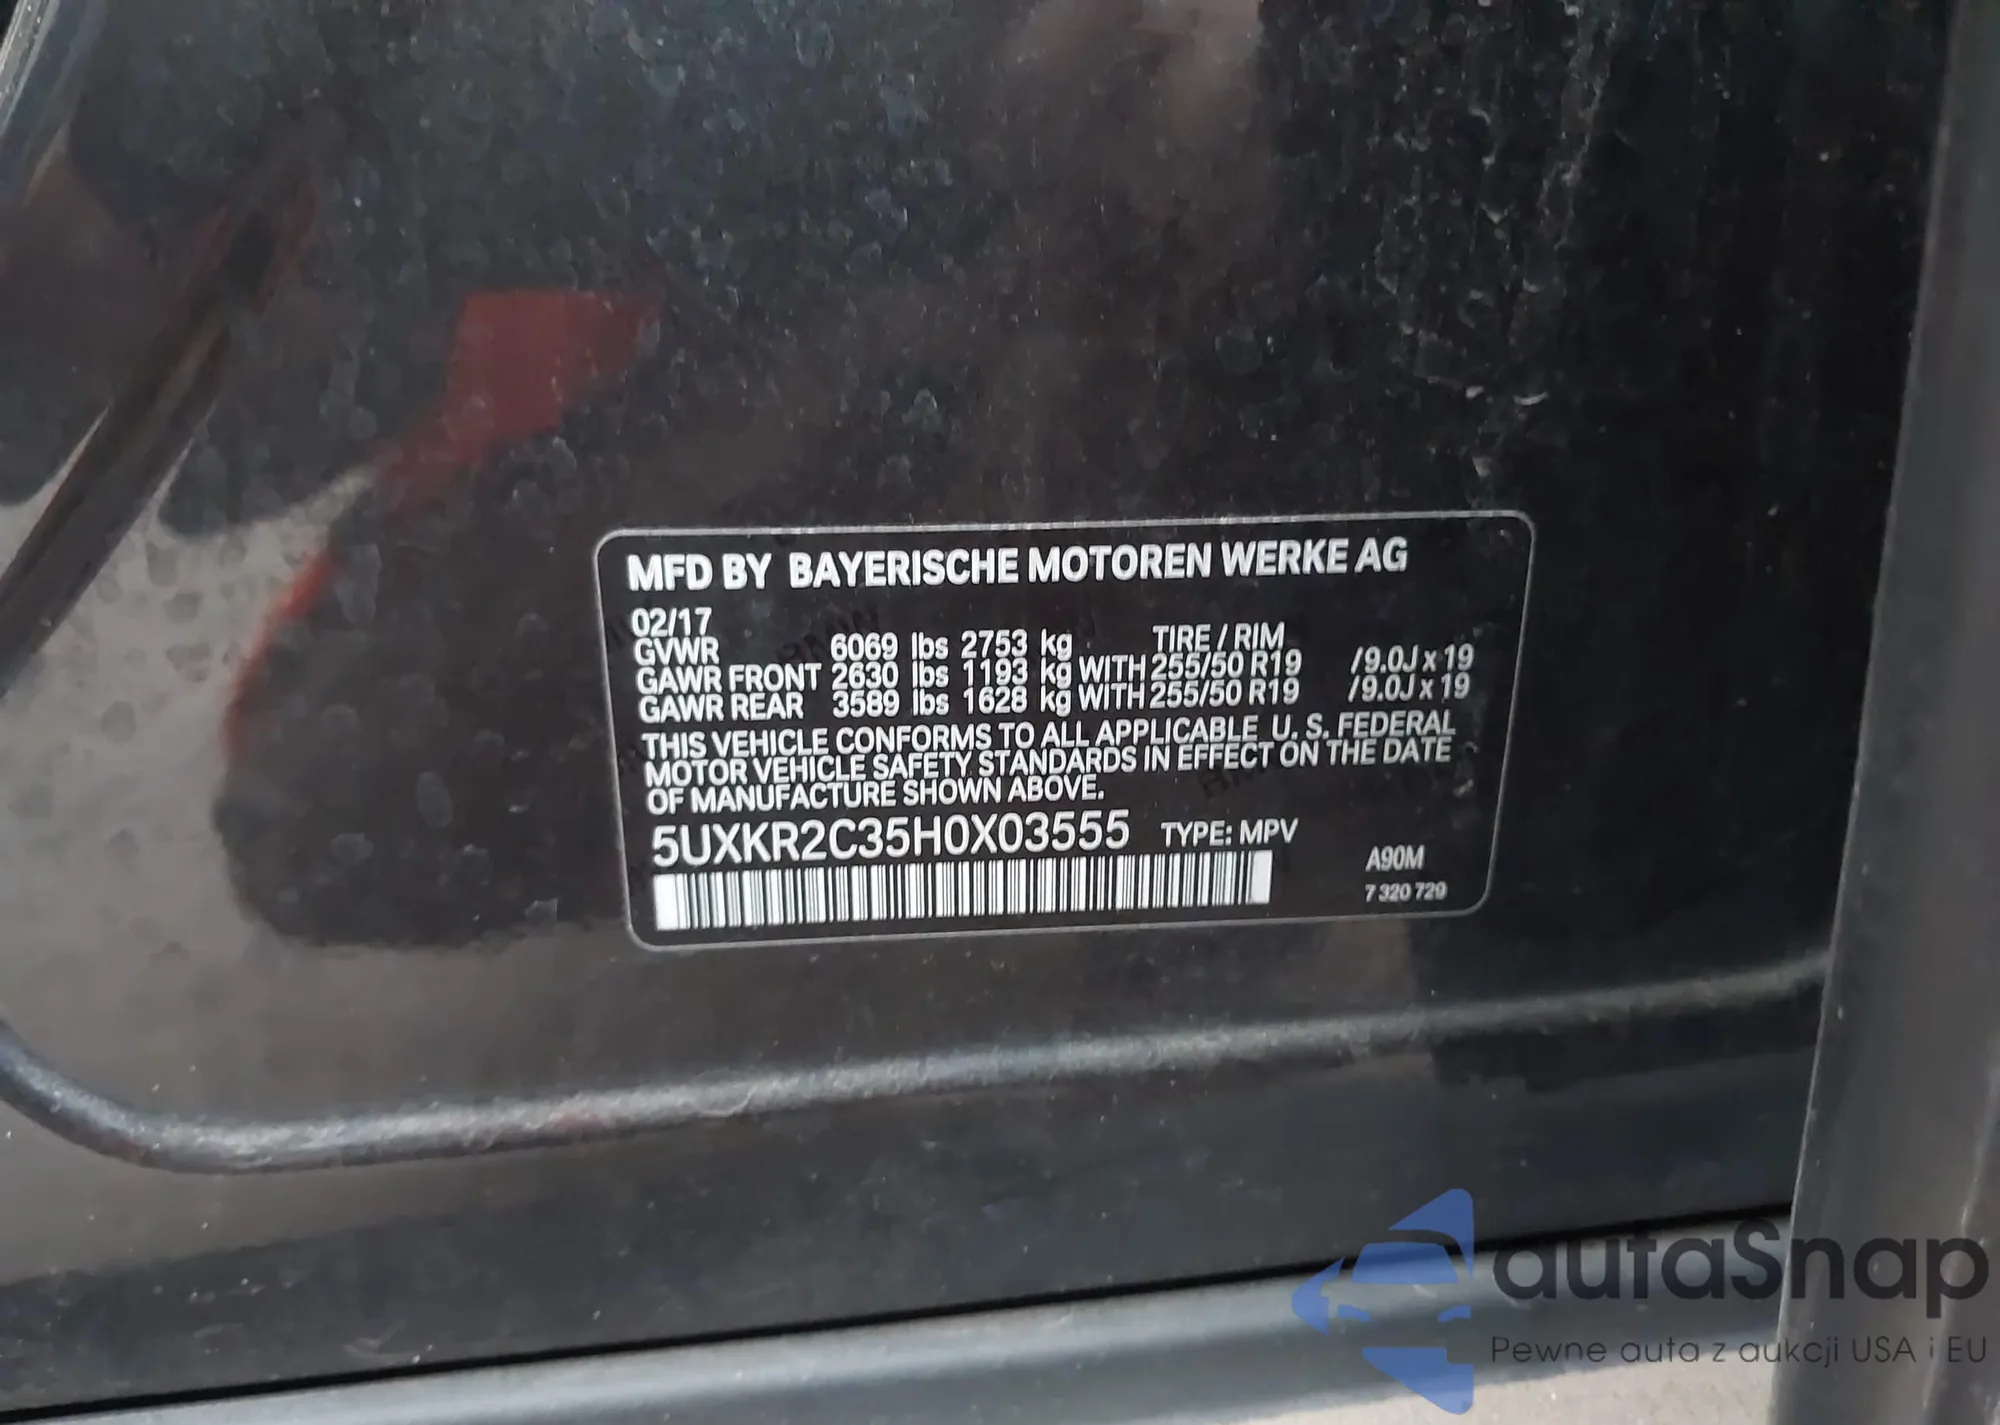 MFD BY BAYERISCHE MOTOREN WERKE AG
02/17 TIRE / RIM
GVWR 6069 lbs 2753 kg
GAWR FRONT 2630 lbs 1193 kg WITH 255/50 R19 /9.0J x 19
GAWR REAR 3589 lbs 1628 kg WITH 255/50 R19 /9.0J x 19
THIS VEHICLE CONFORMS TO ALL APPLICABLE U. S. FEDERAL
MOTOR VEHICLE SAFETY STANDARDS IN EFFECT ON THE DATE
OF MANUFACTURE SHOWN ABOVE.
5UXKR2C35H0X03555 TYPE: MPV
A90M
7 320 729
autaSnap
Pewne auta z aukcji USA i EU